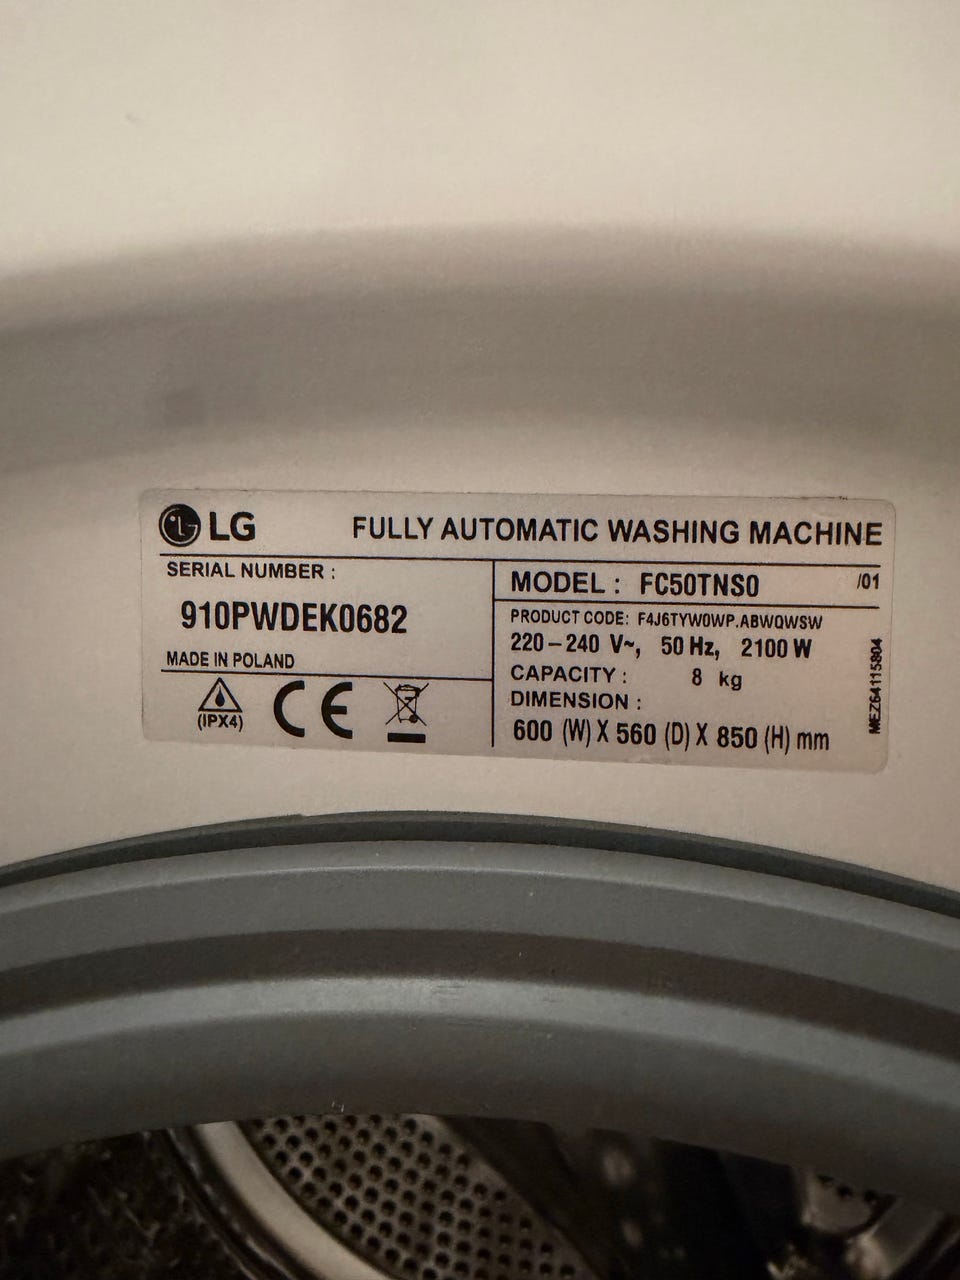 LG FULLY AUTOMATIC WASHING MACHINE
SERIAL NUMBER :
910PWDEK0682
MADE IN POLAND
(IPX4) CE
MODEL : FC50TNS0 /01
PRODUCT CODE: F4J6TYW0WP.ABWQWSW
220-240 V~, 50 Hz, 2100 W
CAPACITY : 8 kg
DIMENSION :
600 (W) X 560 (D) X 850 (H) mm
MEZ64115804